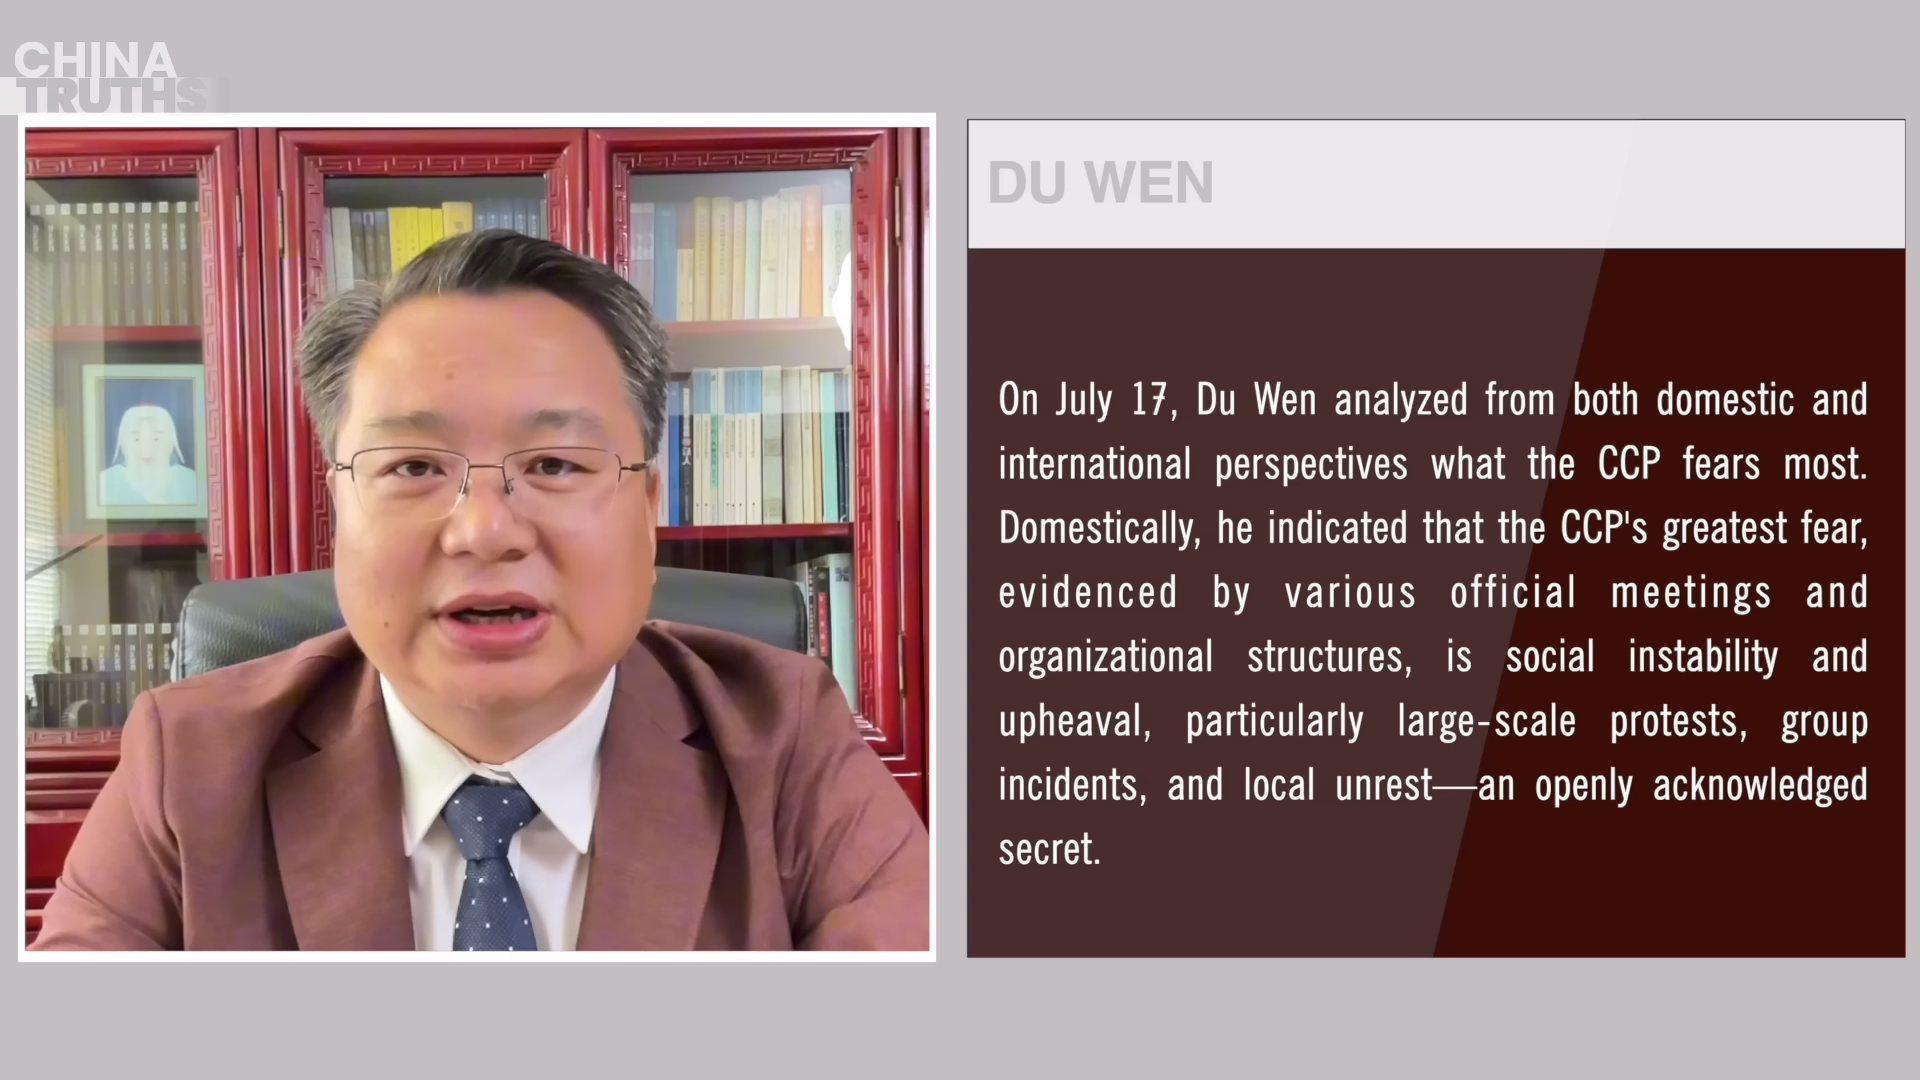 CHINA
TRUTHS
DU WEN
On July 17, Du Wen analyzed from both domestic and
international perspectives what the CCP fears most.
Domestically, he indicated that the CCP's greatest fear,
evidenced by various official meetings and
organizational structures, is social instability and
upheaval, particularly large-scale protests, group
incidents, and local unrest—an openly acknowledged
secret.